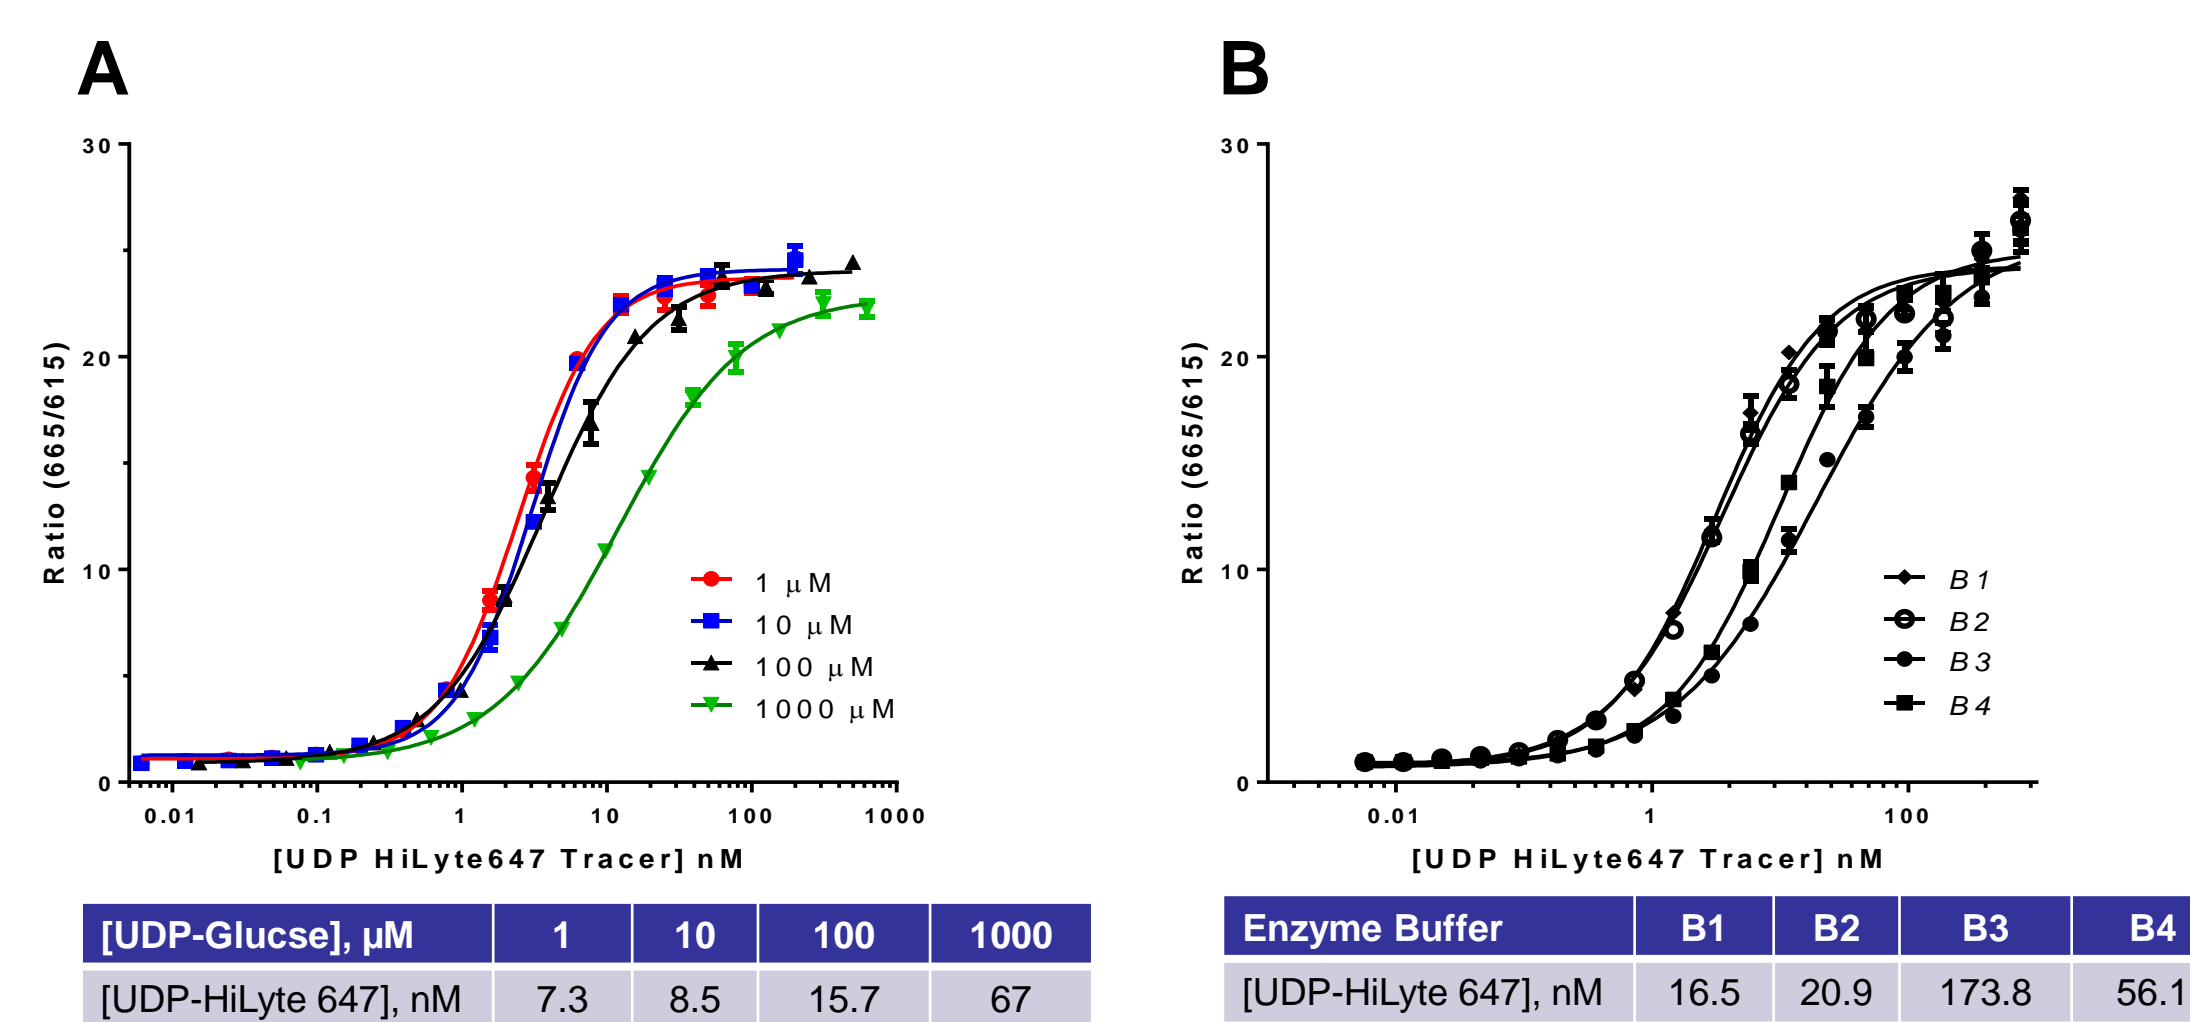 A
30
20
10
0
Ratio (665/615)
0.01 0.1 1 10 100 1000
[UDP HiLyte647 Tracer] nM
1 µM
10 µM
100 µM
1000 µM
[UDP-Glucse], µM 1 10 100 1000
[UDP-HiLyte 647], nM 7.3 8.5 15.7 67
B
30
20
10
0
Ratio (665/615)
0.01 1 100
[UDP HiLyte647 Tracer] nM
B1
B2
B3
B4
Enzyme Buffer B1 B2 B3 B4
[UDP-HiLyte 647], nM 16.5 20.9 173.8 56.1